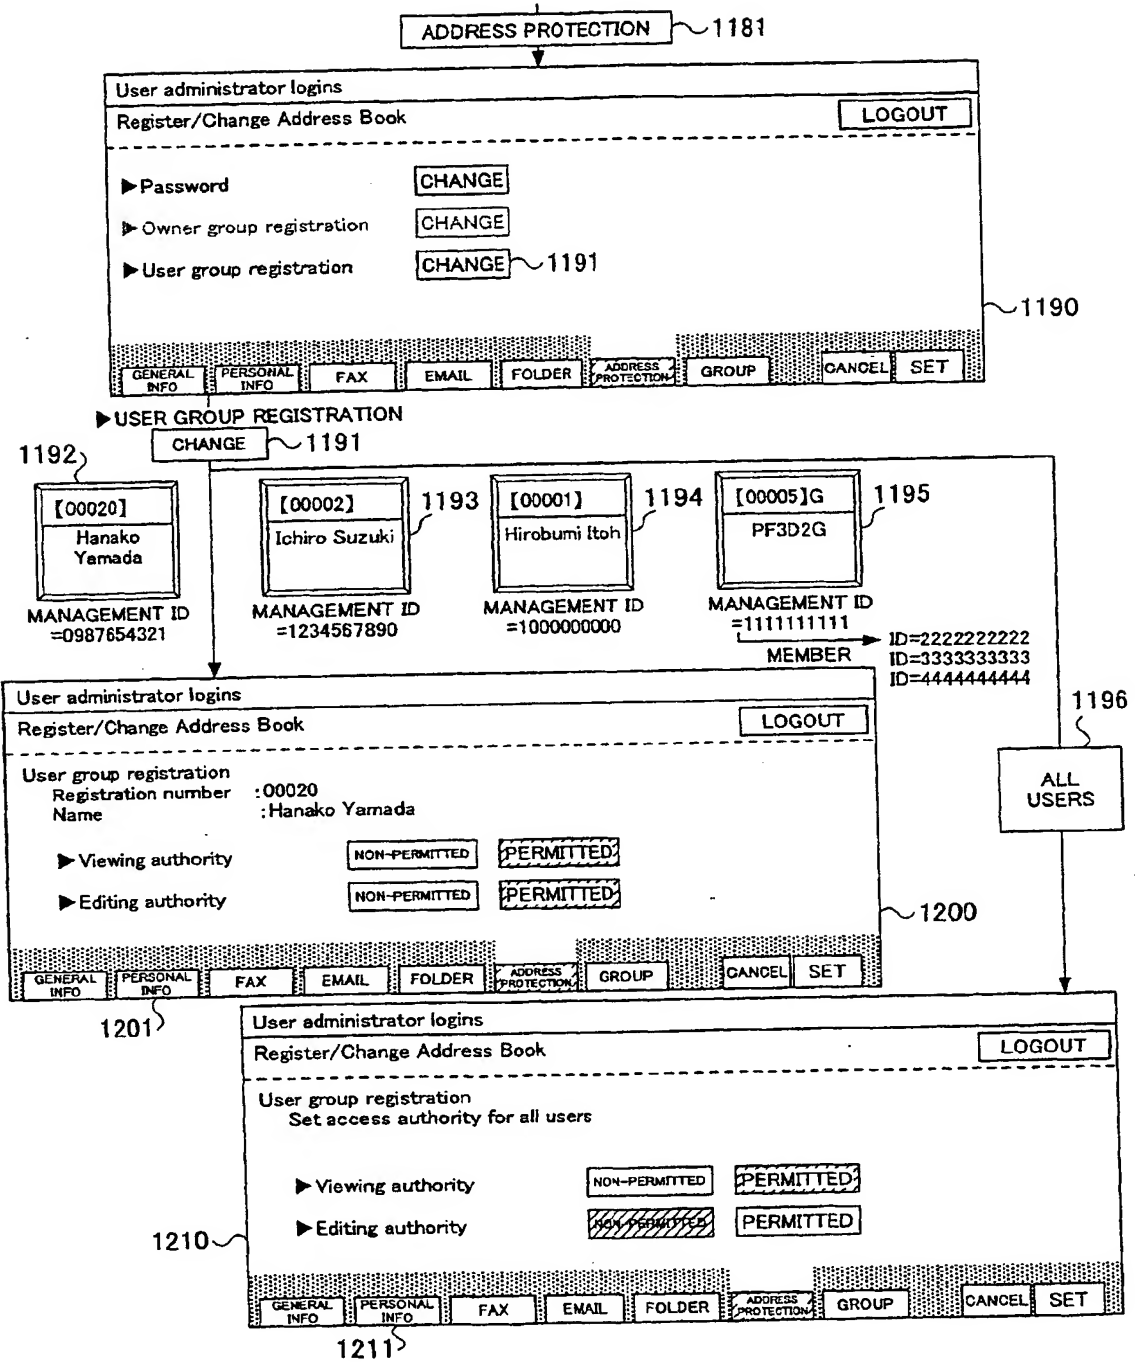 ADDRESS PROTECTION 1181
User administrator logins
Register/Change Address Book LOGOUT
▶Password CHANGE
▶Owner group registration CHANGE
▶User group registration CHANGE 1191
1190
GENERAL INFO PERSONAL INFO FAX EMAIL FOLDER ADDRESS PROTECTION GROUP CANCEL SET
▶USER GROUP REGISTRATION
CHANGE 1191
1192 1193 1194 1195
【00020】
Hanako
Yamada
MANAGEMENT ID
=0987654321
【00002】
Ichiro Suzuki
MANAGEMENT ID
=1234567890
【00001】
Hirobumi Itoh
MANAGEMENT ID
=1000000000
【00005】G
PF3D2G
MANAGEMENT ID
=1111111111
MEMBER
ID=2222222222
ID=3333333333
ID=4444444444
1196
ALL
USERS
User administrator logins
Register/Change Address Book LOGOUT
User group registration
Registration number :00020
Name :Hanako Yamada
▶Viewing authority NON-PERMITTED PERMITTED
▶Editing authority NON-PERMITTED PERMITTED
1200
GENERAL INFO PERSONAL INFO FAX EMAIL FOLDER ADDRESS PROTECTION GROUP CANCEL SET
1201
User administrator logins
Register/Change Address Book LOGOUT
User group registration
Set access authority for all users
▶Viewing authority NON-PERMITTED PERMITTED
▶Editing authority NON-PERMITTED PERMITTED
1210
GENERAL INFO PERSONAL INFO FAX EMAIL FOLDER ADDRESS PROTECTION GROUP CANCEL SET
1211